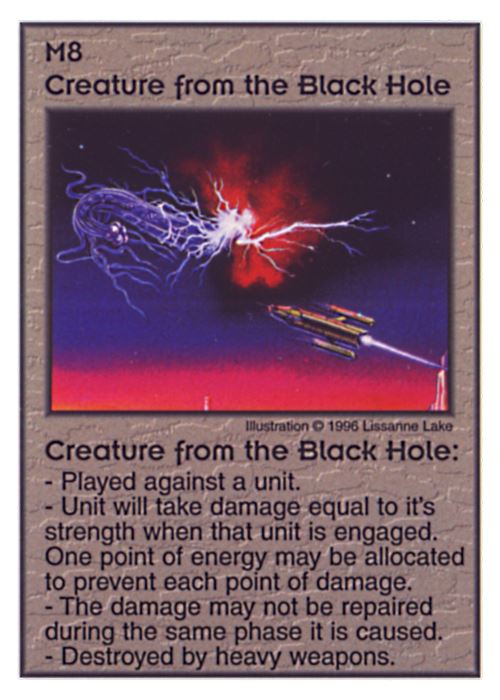 M8
Creature from the Black Hole
Illustration © 1996 Lissanne Lake
Creature from the Black Hole:
- Played against a unit.
- Unit will take damage equal to it's
strength when that unit is engaged.
One point of energy may be allocated
to prevent each point of damage.
- The damage may not be repaired
during the same phase it is caused.
- Destroyed by heavy weapons.